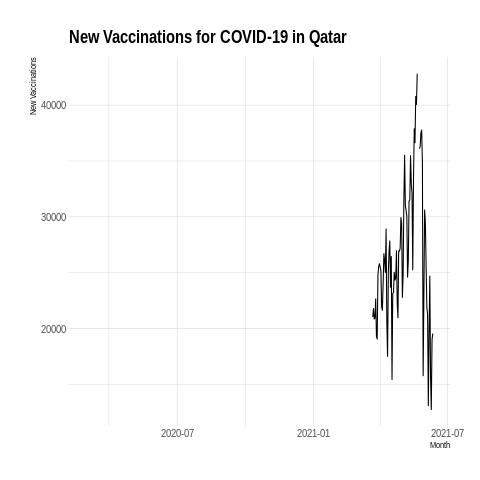 New Vaccinations for COVID-19 in Qatar
New Vaccinations
40000
30000
20000
2020-07
2021-01
2021-07
Month